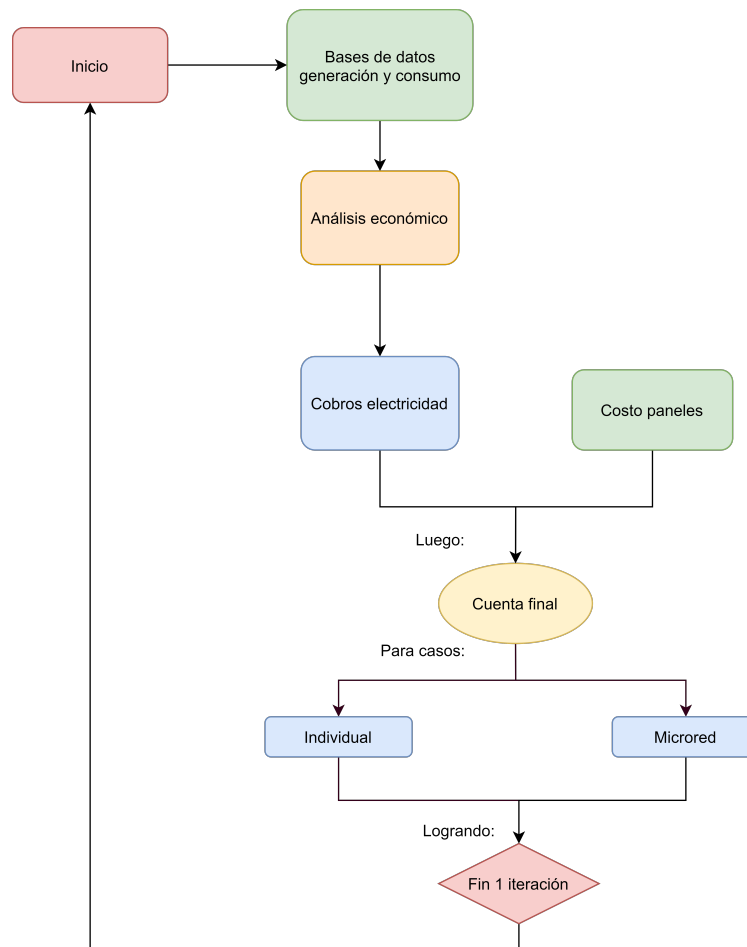 Inicio
Bases de datos
generación y consumo
Análisis económico
Cobros electricidad
Costo paneles
Luego:
Cuenta final
Para casos:
Individual
Microred
Logrando:
Fin 1 iteración